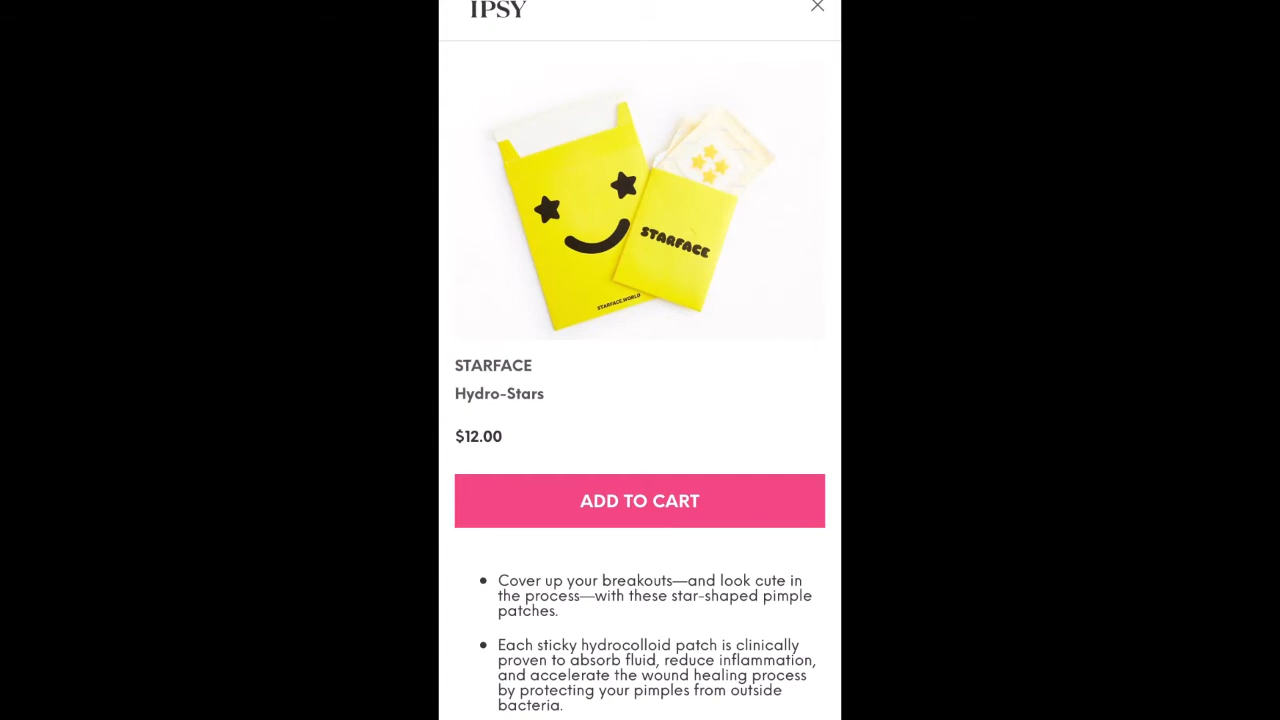 IPSY
STARFACE
STARFACE.WORLD
STARFACE
Hydro-Stars
$12.00
ADD TO CART
• Cover up your breakouts—and look cute in
the process—with these star-shaped pimple
patches.
• Each sticky hydrocolloid patch is clinically
proven to absorb fluid, reduce inflammation,
and accelerate the wound healing process
by protecting your pimples from outside
bacteria.